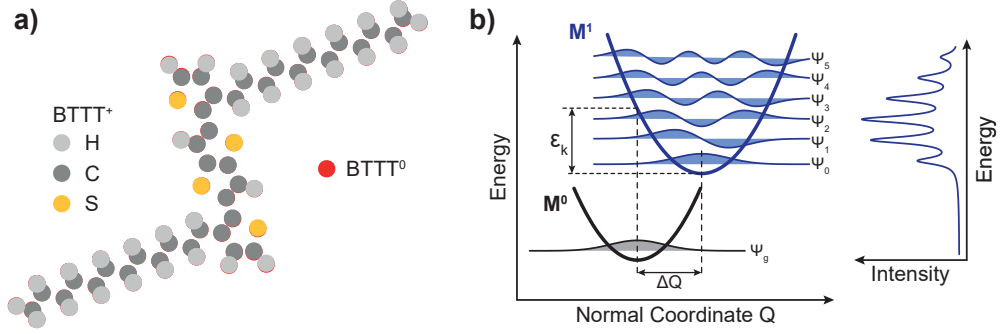 a)
BTTT⁺
H
C
S
BTTT⁰
b)
Energy
M¹
Ψ₅
Ψ₄
Ψ₃
Ψ₂
Ψ₁
Ψ₀
εₖ
M⁰
Ψg
ΔQ
Normal Coordinate Q
Intensity
Energy